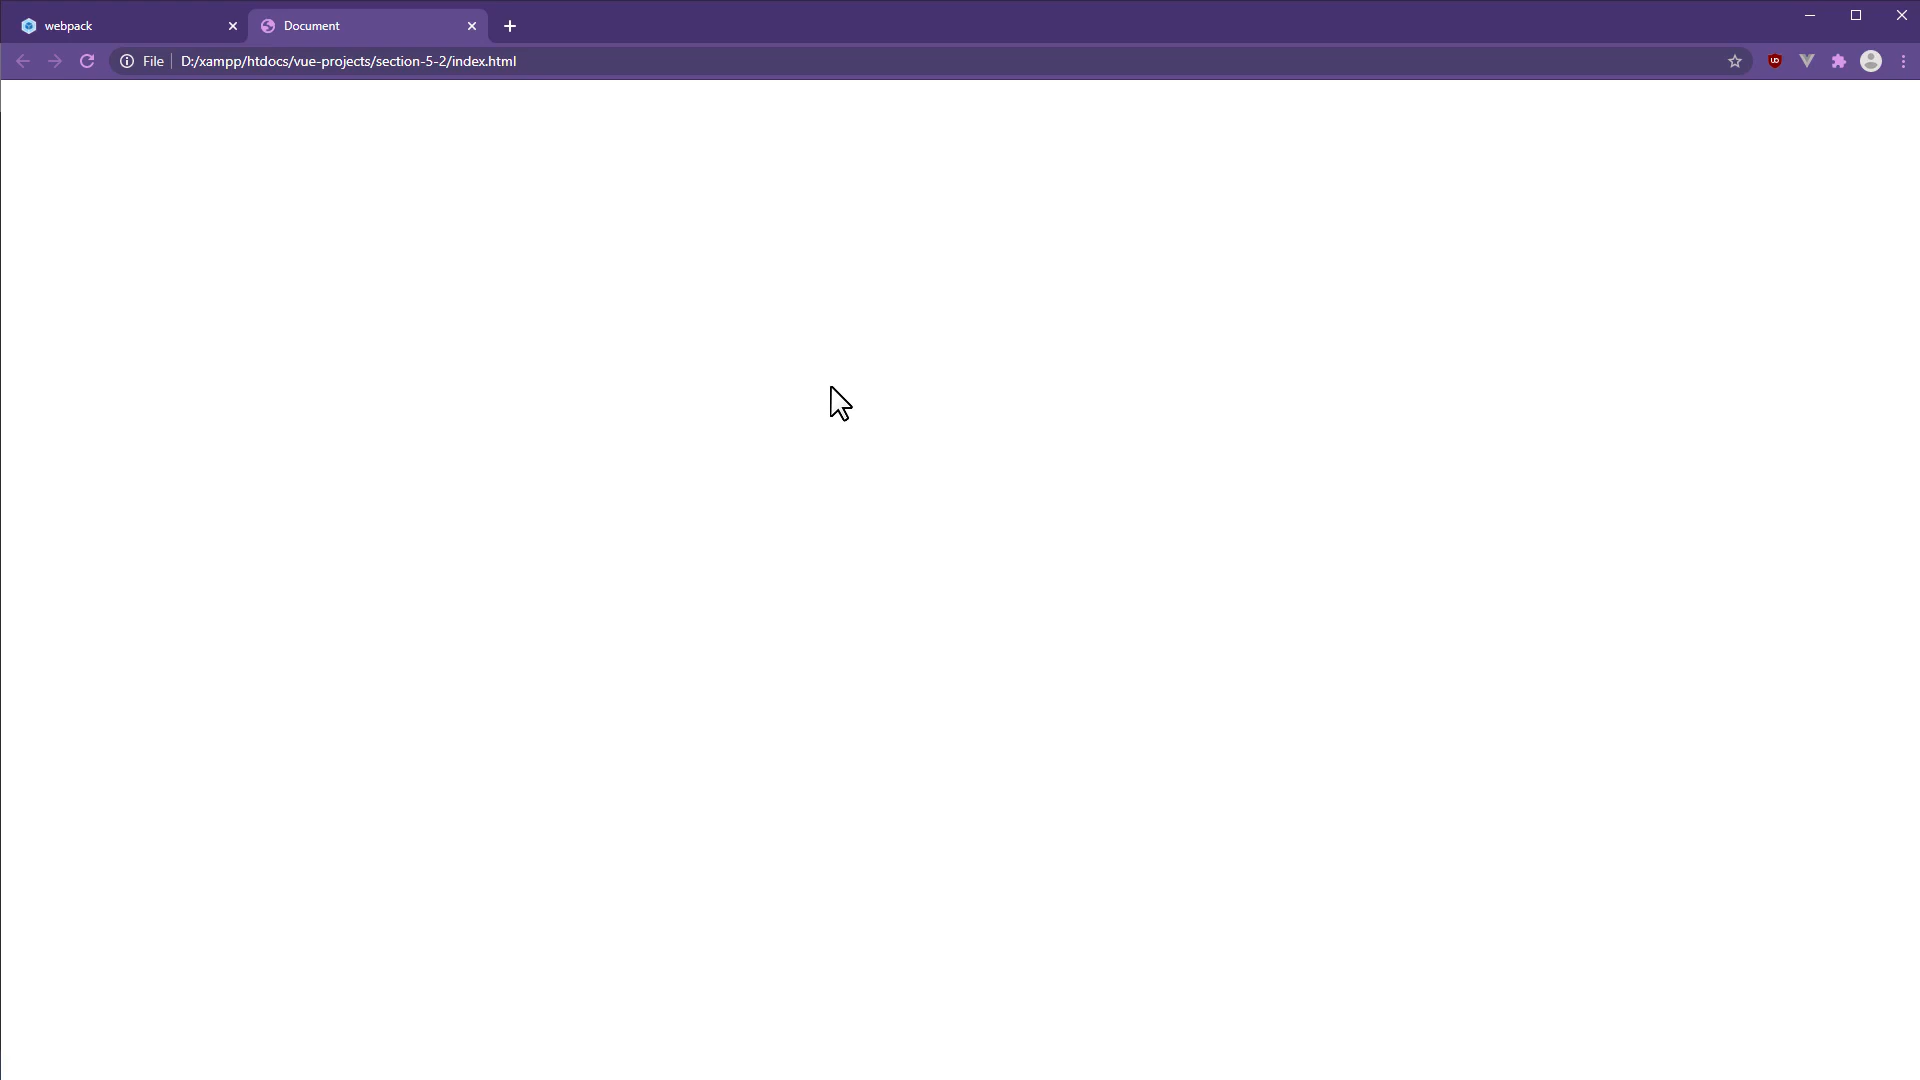 webpack
Document
File
D:/xampp/htdocs/vue-projects/section-5-2/index.html